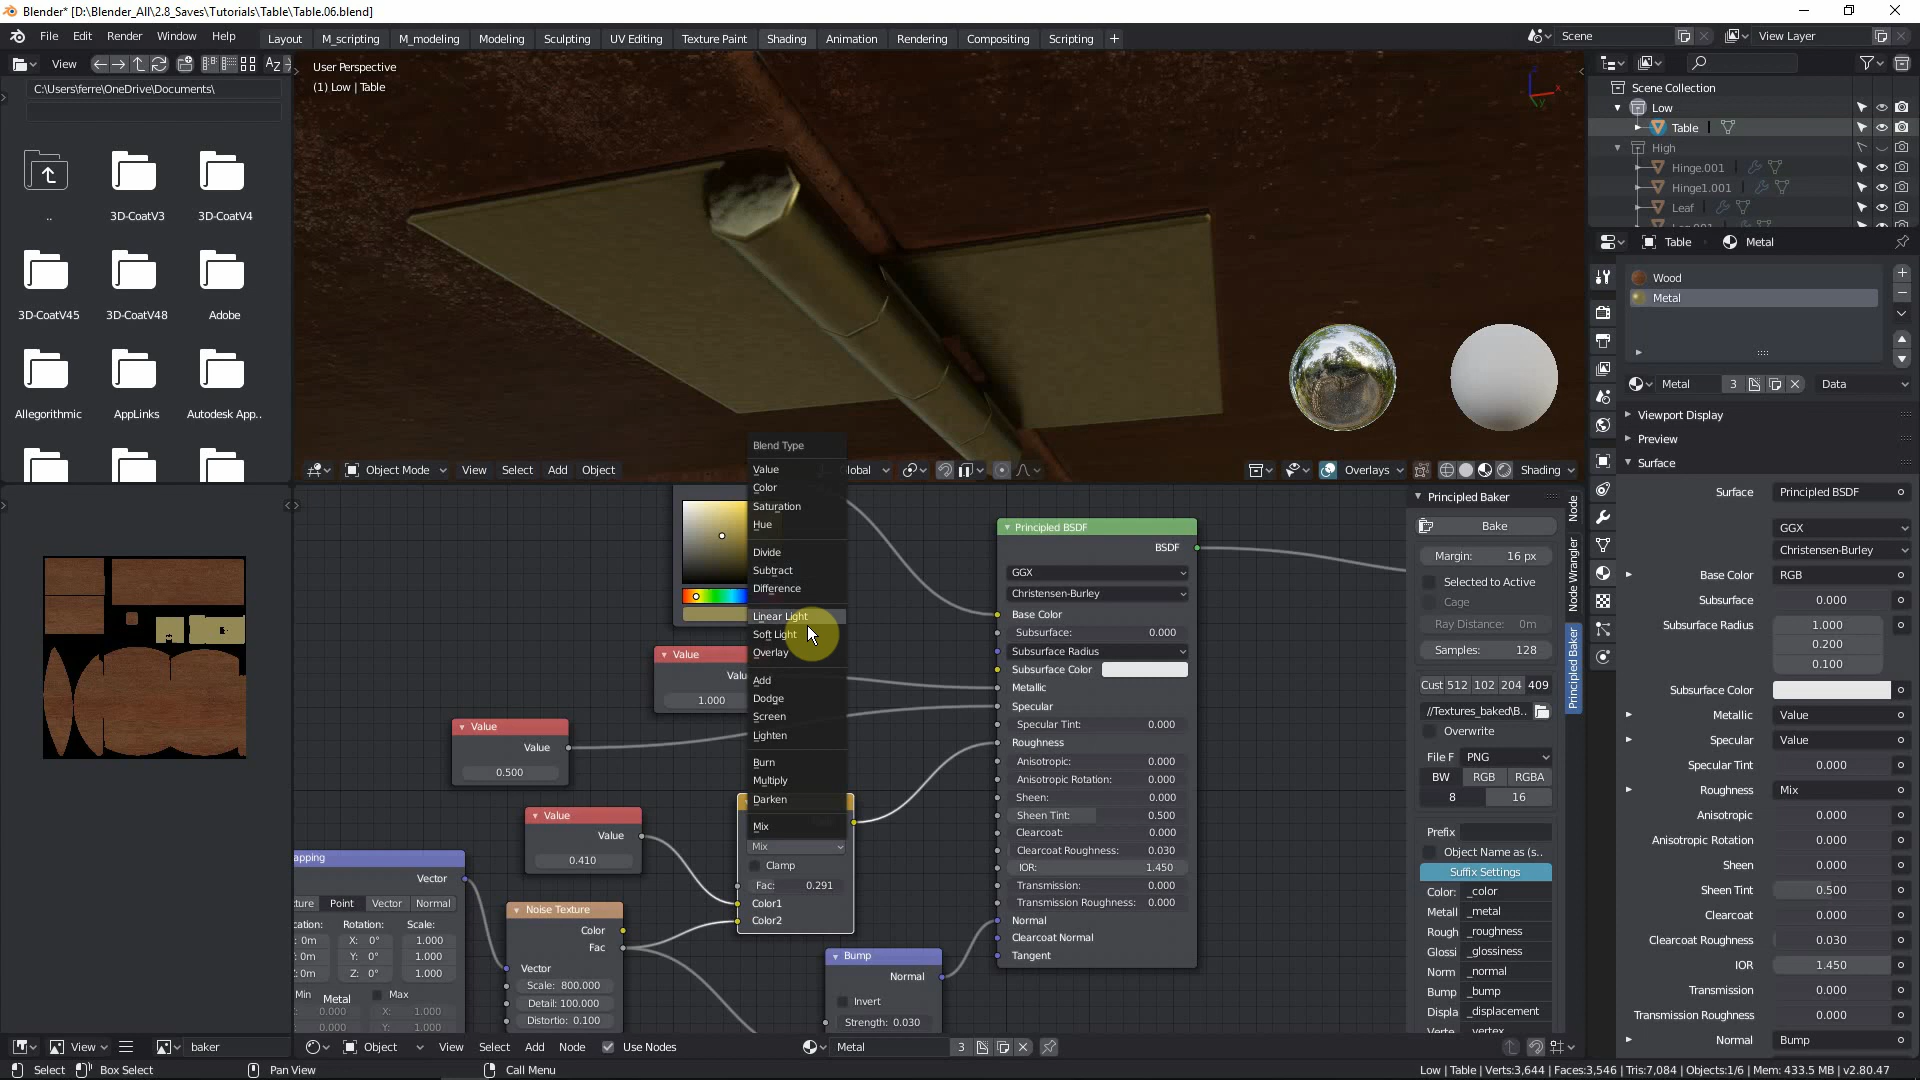 Blender* [D:\Blender_All\2.8_Saves\Tutorials\Table\Table.06.blend]
File Edit Render Window Help Layout M_scripting M_modeling Modeling Sculpting UV Editing Texture Paint Shading Animation Rendering Compositing Scripting + Scene View Layer
View
C:\Users\ferre\OneDrive\Documents\
..
3D-CoatV3
3D-CoatV4
3D-CoatV45
3D-CoatV48
Adobe
Allegorithmic
AppLinks
Autodesk App..
User Perspective
(1) Low | Table
Object Mode View Select Add Object Overlays Shading
Blend Type
Value
Color
Saturation
Hue
Divide
Subtract
Difference
Linear Light
Soft Light
Overlay
Add
Dodge
Screen
Lighten
Burn
Multiply
Darken
Mix
Mix
Clamp
Fac: 0.291
Color1
Color2
Value
1.000
Value
Value
0.500
Value
Value
0.410
Vector
Point Vector Normal
Rotation: Scale:
X: 0° 1.000
Y: 0° 1.000
Z: 0° 1.000
Min Metal Max
Noise Texture
Color
Fac
Vector
Scale: 800.000
Detail: 100.000
Distortio: 0.100
Bump
Normal
Invert
Strength: 0.030
Principled BSDF
BSDF
GGX
Christensen-Burley
Base Color
Subsurface: 0.000
Subsurface Radius
Subsurface Color
Metallic
Specular
Specular Tint: 0.000
Roughness
Anisotropic: 0.000
Anisotropic Rotation: 0.000
Sheen: 0.000
Sheen Tint: 0.500
Clearcoat: 0.000
Clearcoat Roughness: 0.030
IOR: 1.450
Transmission: 0.000
Transmission Roughness: 0.000
Normal
Clearcoat Normal
Tangent
Principled Baker
Bake
Margin: 16 px
Selected to Active
Cage
Ray Distance: 0m
Samples: 128
Cust 512 102 204 409
//Textures_baked\B..
Overwrite
File F PNG
BW RGB RGBA
8 16
Prefix
Object Name as (s..
Suffix Settings
Color: _color
Metall _metal
Rough _roughness
Glossi _glossiness
Norm _normal
Bump _bump
Displa _displacement
Node
Node Wrangler
Principled Baker
Scene Collection
Low
Table
High
Hinge.001
Hinge1.001
Leaf
Table Metal
Wood
Metal
Metal 3 Data
Viewport Display
Preview
Surface
Surface Principled BSDF
GGX
Christensen-Burley
Base Color RGB
Subsurface 0.000
Subsurface Radius 1.000
0.200
0.100
Subsurface Color
Metallic Value
Specular Value
Specular Tint 0.000
Roughness Mix
Anisotropic 0.000
Anisotropic Rotation 0.000
Sheen 0.000
Sheen Tint 0.500
Clearcoat 0.000
Clearcoat Roughness 0.030
IOR 1.450
Transmission 0.000
Transmission Roughness 0.000
Normal Bump
View baker Object View Select Add Node Use Nodes Metal 3
Select Box Select Pan View Call Menu Low | Table | Verts:3,644 | Faces:3,546 | Tris:7,084 | Objects:1/6 | Mem: 433.5 MB | v2.80.47